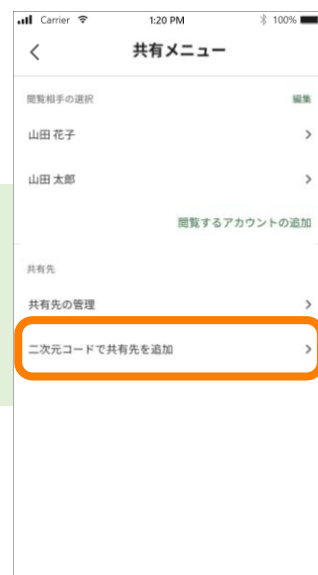 Carrier 1:20 PM 100%
共有メニュー
閲覧相手の選択 編集
山田 花子
山田 太郎
閲覧するアカウントの追加
共有先
共有先の管理
二次元コードで共有先を追加